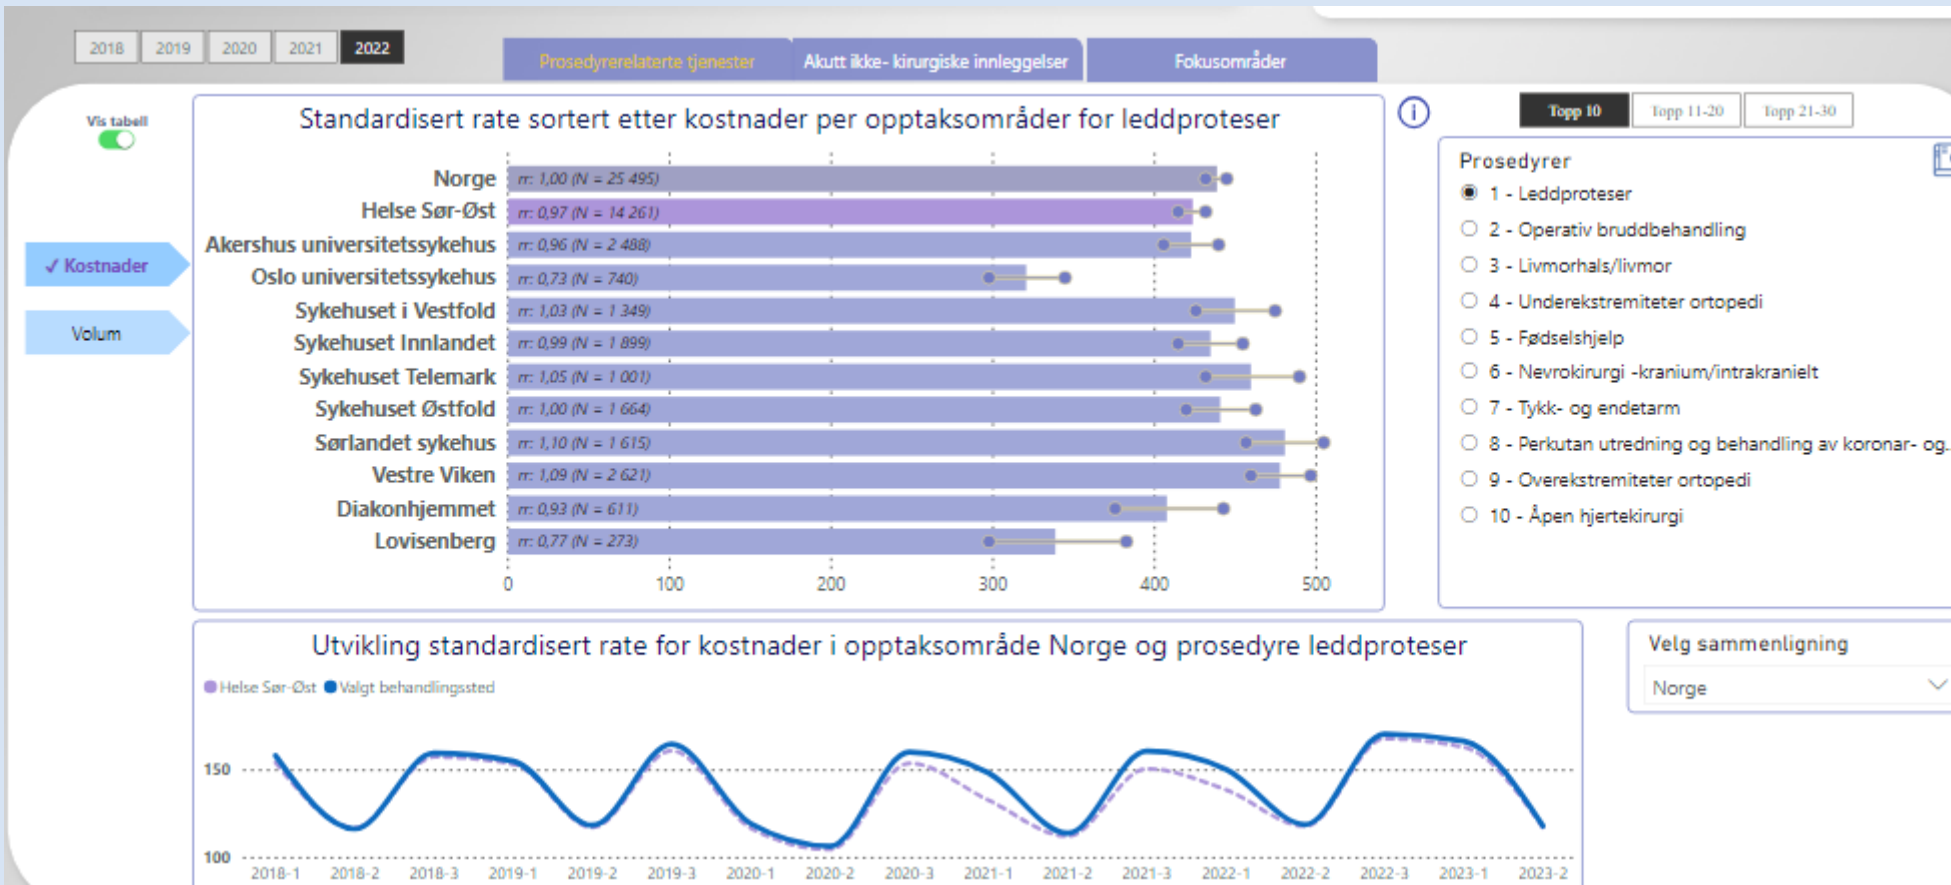 2018 2019 2020 2021 2022
Prosedyrerelaterte tjenester Akutt ikke- kirurgiske innleggelser Fokusområder
Vis tabell
✓ Kostnader
Volum
Standardisert rate sortert etter kostnader per opptaksområder for leddproteser
Norge rr: 1,00 (N = 25 495)
Helse Sør-Øst rr: 0,97 (N = 14 261)
Akershus universitetssykehus rr: 0,96 (N = 2 488)
Oslo universitetssykehus rr: 0,73 (N = 740)
Sykehuset i Vestfold rr: 1,03 (N = 1 349)
Sykehuset Innlandet rr: 0,99 (N = 1 899)
Sykehuset Telemark rr: 1,05 (N = 1 001)
Sykehuset Østfold rr: 1,00 (N = 1 664)
Sørlandet sykehus rr: 1,10 (N = 1 615)
Vestre Viken rr: 1,09 (N = 2 621)
Diakonhjemmet rr: 0,93 (N = 611)
Lovisenberg rr: 0,77 (N = 273)
0 100 200 300 400 500
i
Topp 10 Topp 11-20 Topp 21-30
Prosedyrer
1 - Leddproteser
2 - Operativ bruddbehandling
3 - Livmorhals/livmor
4 - Underekstremiteter ortopedi
5 - Fødselshjelp
6 - Nevrokirurgi -kranium/intrakranielt
7 - Tykk- og endetarm
8 - Perkutan utredning og behandling av koronar- og..
9 - Overekstremiteter ortopedi
10 - Åpen hjertekirurgi
Utvikling standardisert rate for kostnader i opptaksområde Norge og prosedyre leddproteser
Helse Sør-Øst Valgt behandlingssted
150
100
2018-1 2018-2 2018-3 2019-1 2019-2 2019-3 2020-1 2020-2 2020-3 2021-1 2021-2 2021-3 2022-1 2022-2 2022-3 2023-1 2023-2
Velg sammenligning
Norge